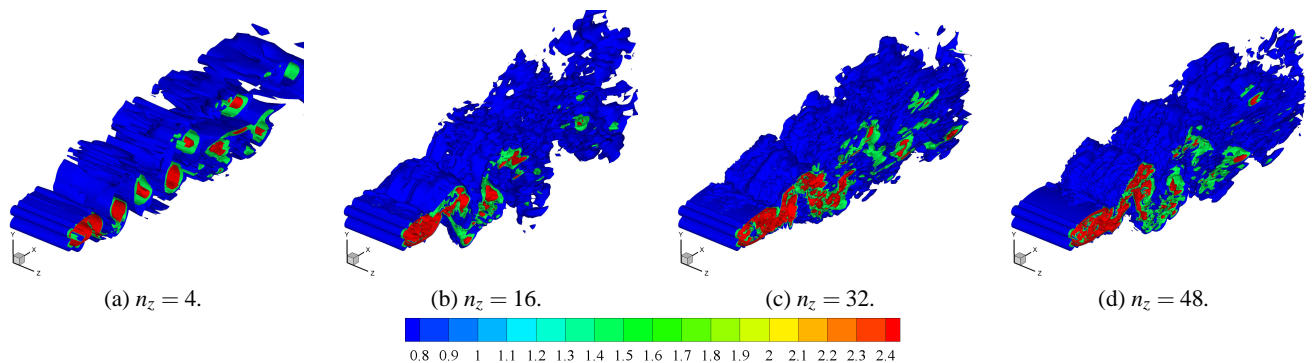 Y X Z
Y X Z
Y X Z
Y X Z
(a) n_z = 4.
(b) n_z = 16.
(c) n_z = 32.
(d) n_z = 48.
0.8 0.9 1 1.1 1.2 1.3 1.4 1.5 1.6 1.7 1.8 1.9 2 2.1 2.2 2.3 2.4